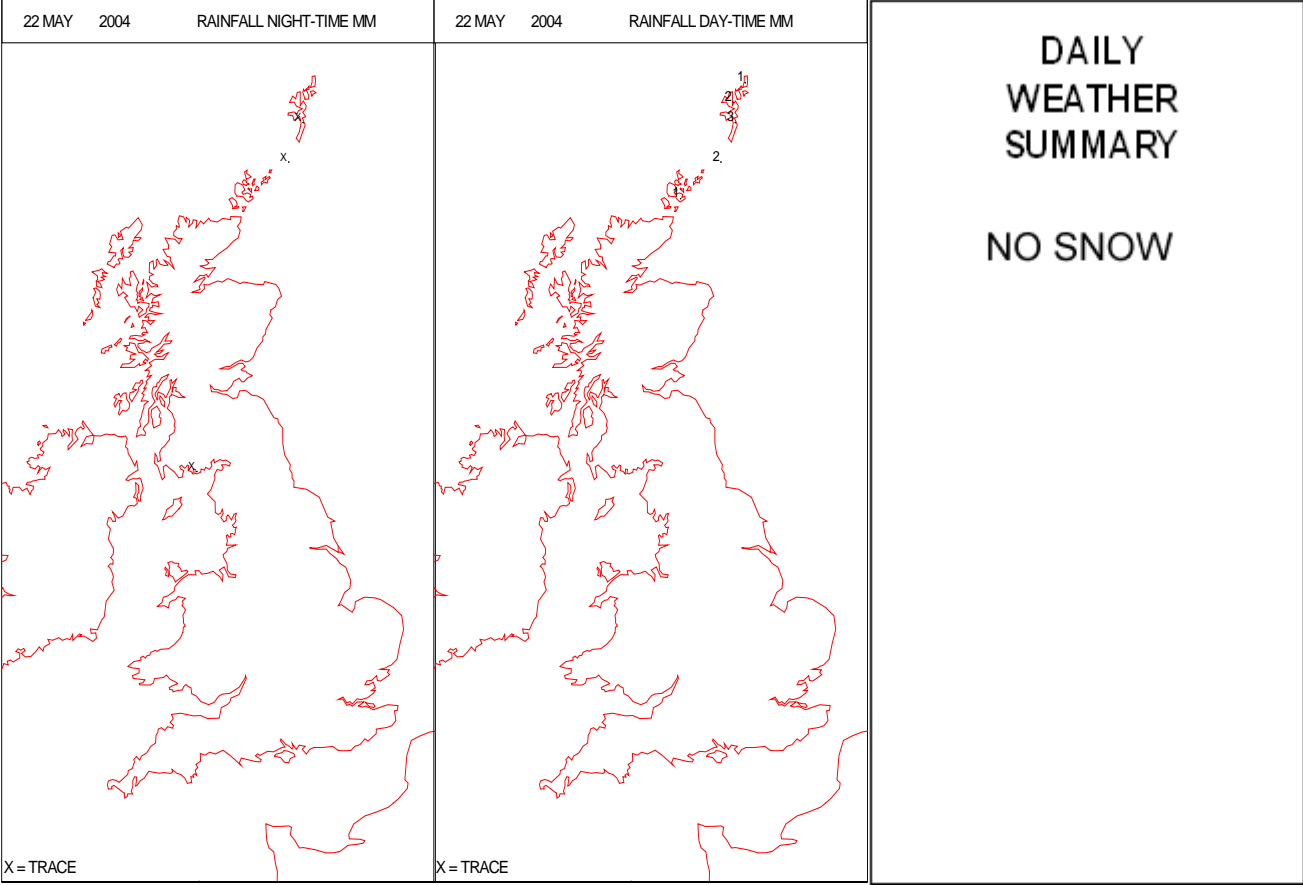 22 MAY 2004 RAINFALL NIGHT-TIME MM
X
X.
X
X = TRACE
22 MAY 2004 RAINFALL DAY-TIME MM
1.
2
3.
2.
1
X = TRACE
DAILY
WEATHER
SUMMARY
NO SNOW